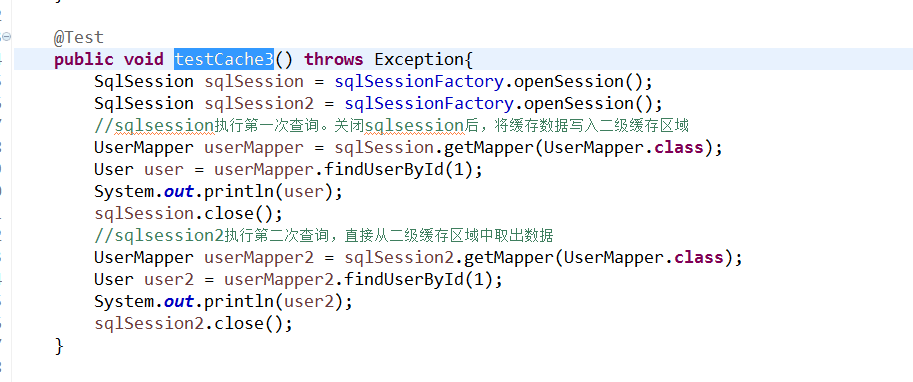 @Test
public void testCache3() throws Exception{
SqlSession sqlSession = sqlSessionFactory.openSession();
SqlSession sqlSession2 = sqlSessionFactory.openSession();
//sqlsession执行第一次查询。关闭sqlsession后，将缓存数据写入二级缓存区域
UserMapper userMapper = sqlSession.getMapper(UserMapper.class);
User user = userMapper.findUserById(1);
System.out.println(user);
sqlSession.close();
//sqlsession2执行第二次查询，直接从二级缓存区域中取出数据
UserMapper userMapper2 = sqlSession2.getMapper(UserMapper.class);
User user2 = userMapper2.findUserById(1);
System.out.println(user2);
sqlSession2.close();
}